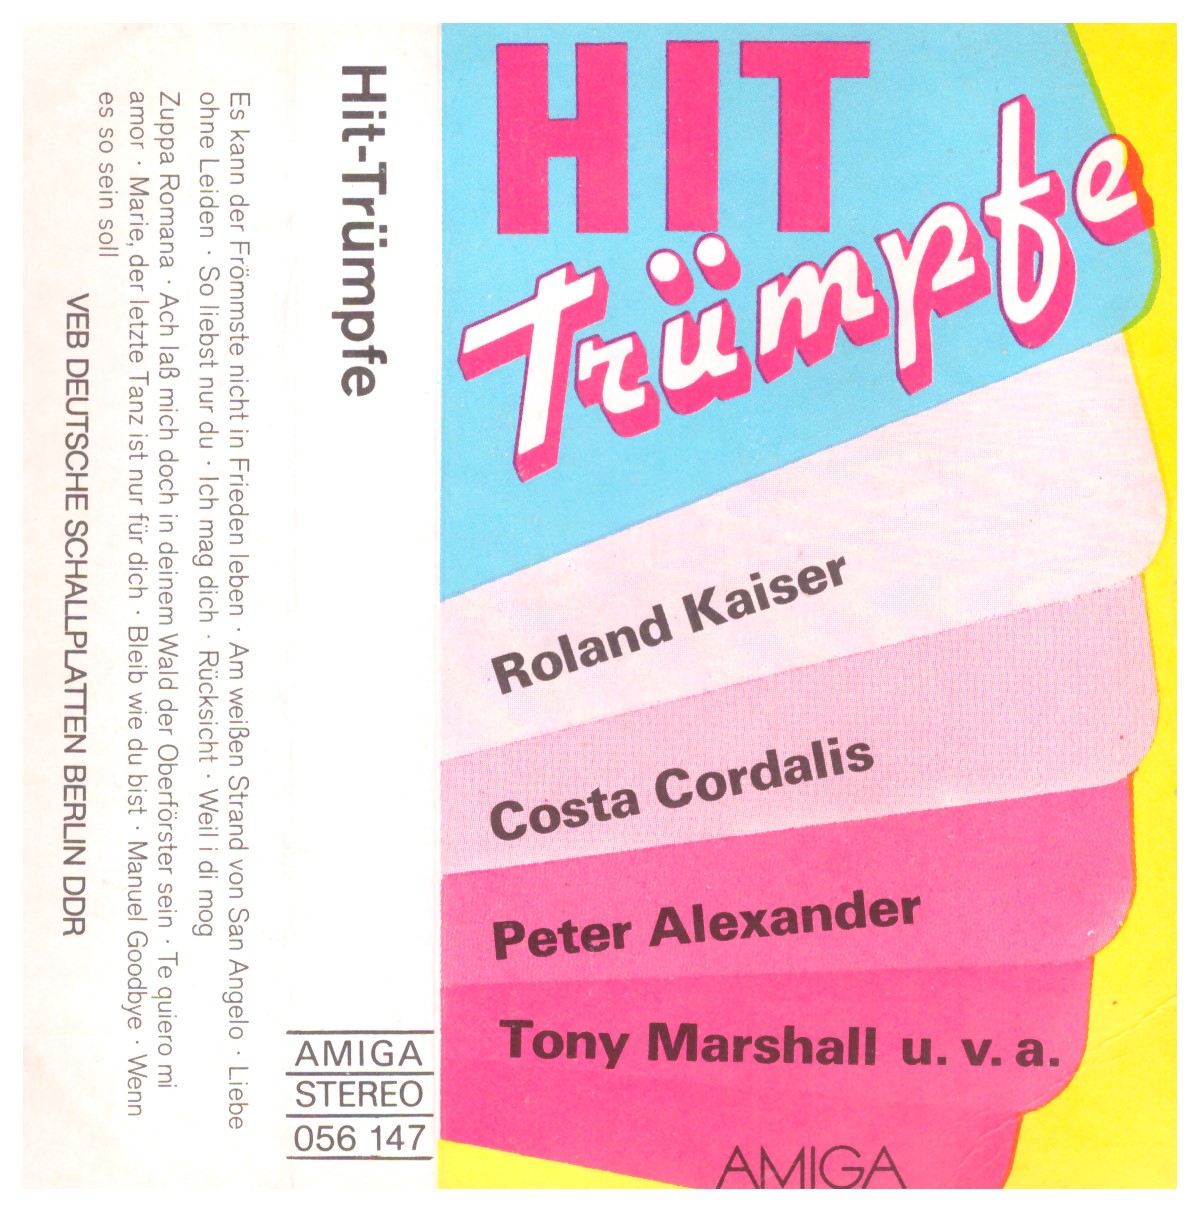 Es kann der Frömmste nicht in Frieden leben · Am weißen Strand von San Angelo · Liebe
ohne Leiden · So liebst nur du · Ich mag dich · Rücksicht · Weil i di mog
Zuppa Romana · Ach laß mich doch in deinem Wald der Oberförster sein · Te quiero mi
amor · Marie, der letzte Tanz ist nur für dich · Bleib wie du bist · Manuel Goodbye · Wenn
es so sein soll
VEB DEUTSCHE SCHALLPLATTEN BERLIN DDR
Hit-Trümpfe
AMIGA
STEREO
056 147
HIT
Trümpfe
Roland Kaiser
Costa Cordalis
Peter Alexander
Tony Marshall u. v. a.
AMIGA